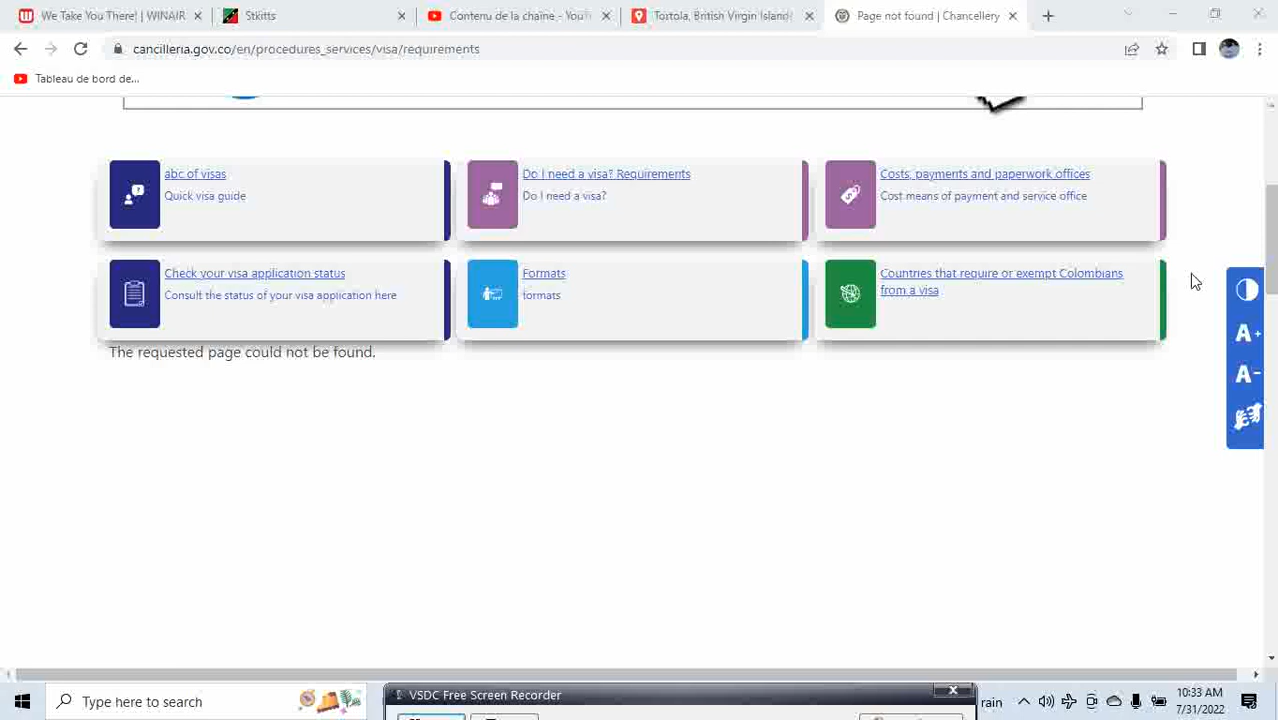 We Take You There! | WINAIR
Stkitts
Contenu de la chaîne - YouT
Tortola, British Virgin Island
Page not found | Chancellery
cancilleria.gov.co/en/procedures_services/visa/requirements
Tableau de bord de...
abc of visas
Quick visa guide
Do I need a visa? Requirements
Do I need a visa?
Costs, payments and paperwork offices
Cost means of payment and service office
Check your visa application status
Consult the status of your visa application here
Formats
formats
Countries that require or exempt Colombians
from a visa
The requested page could not be found.
A+
A-
VSDC Free Screen Recorder
Type here to search
rain
10:33 AM
7/31/2022